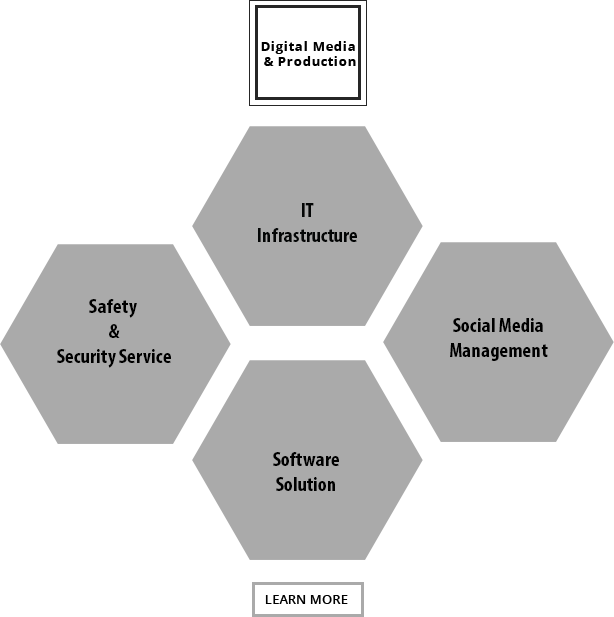 Digital Media
& Production
IT
Infrastructure
Safety
&
Security Service
Social Media
Management
Software
Solution
LEARN MORE